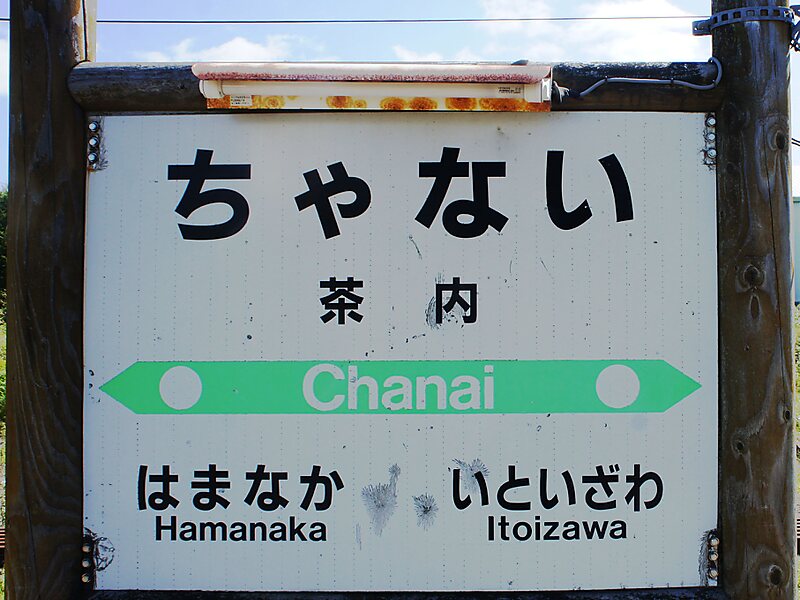 ちゃない
茶内
Chanai
はまなか いといざわ
Hamanaka Itoizawa